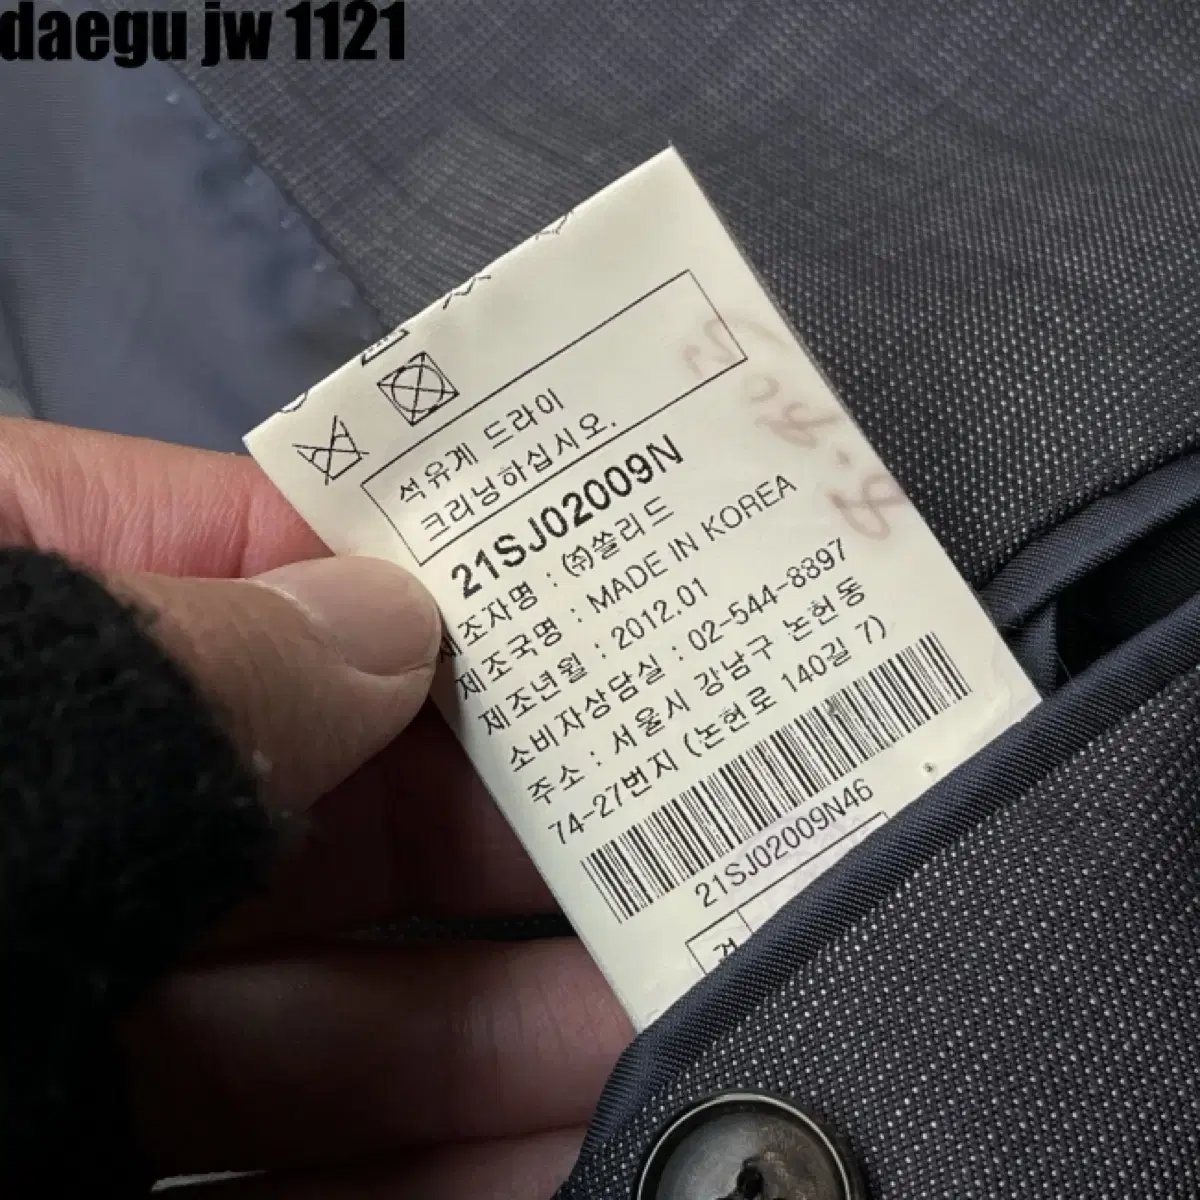 daegu jw 1121
석유계 드라이
크리닝하십시오.
21SJ02009N
제조자명 : (주)쏠리드
제조국명 : MADE IN KOREA
제조년월 : 2012.01
소비자상담실 : 02-544-8897
주소 : 서울시 강남구 논현동
74-27번지 (논현로 140길 7)
21SJ02009N46
검